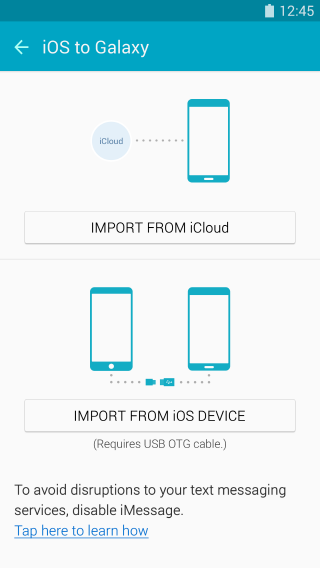 12:45
iOS to Galaxy
iCloud
IMPORT FROM iCloud
IMPORT FROM iOS DEVICE
(Requires USB OTG cable.)
To avoid disruptions to your text messaging
services, disable iMessage.
Tap here to learn how